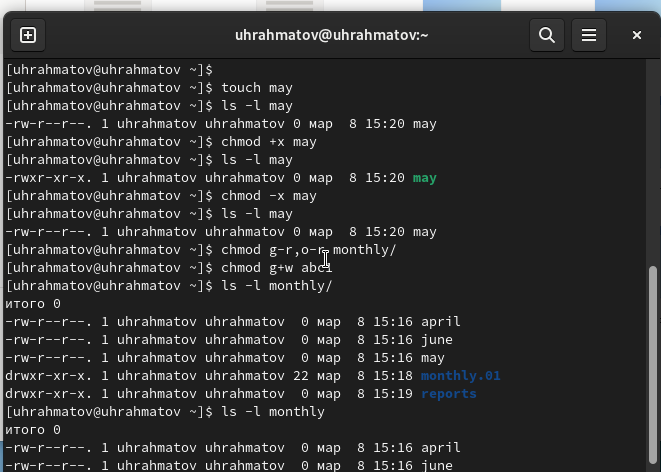 uhrahmatov@uhrahmatov:~
[uhrahmatov@uhrahmatov ~]$
[uhrahmatov@uhrahmatov ~]$ touch may
[uhrahmatov@uhrahmatov ~]$ ls -l may
-rw-r--r--. 1 uhrahmatov uhrahmatov 0 мар  8 15:20 may
[uhrahmatov@uhrahmatov ~]$ chmod +x may
[uhrahmatov@uhrahmatov ~]$ ls -l may
-rwxr-xr-x. 1 uhrahmatov uhrahmatov 0 мар  8 15:20 may
[uhrahmatov@uhrahmatov ~]$ chmod -x may
[uhrahmatov@uhrahmatov ~]$ ls -l may
-rw-r--r--. 1 uhrahmatov uhrahmatov 0 мар  8 15:20 may
[uhrahmatov@uhrahmatov ~]$ chmod g-r,o-r monthly/
[uhrahmatov@uhrahmatov ~]$ chmod g+w abc1
[uhrahmatov@uhrahmatov ~]$ ls -l monthly/
итого 0
-rw-r--r--. 1 uhrahmatov uhrahmatov  0 мар  8 15:16 april
-rw-r--r--. 1 uhrahmatov uhrahmatov  0 мар  8 15:16 june
-rw-r--r--. 1 uhrahmatov uhrahmatov  0 мар  8 15:16 may
drwxr-xr-x. 1 uhrahmatov uhrahmatov 22 мар  8 15:18 monthly.01
drwxr-xr-x. 1 uhrahmatov uhrahmatov  0 мар  8 15:19 reports
[uhrahmatov@uhrahmatov ~]$ ls -l monthly
итого 0
-rw-r--r--. 1 uhrahmatov uhrahmatov  0 мар  8 15:16 april
-rw-r--r--. 1 uhrahmatov uhrahmatov  0 мар  8 15:16 june